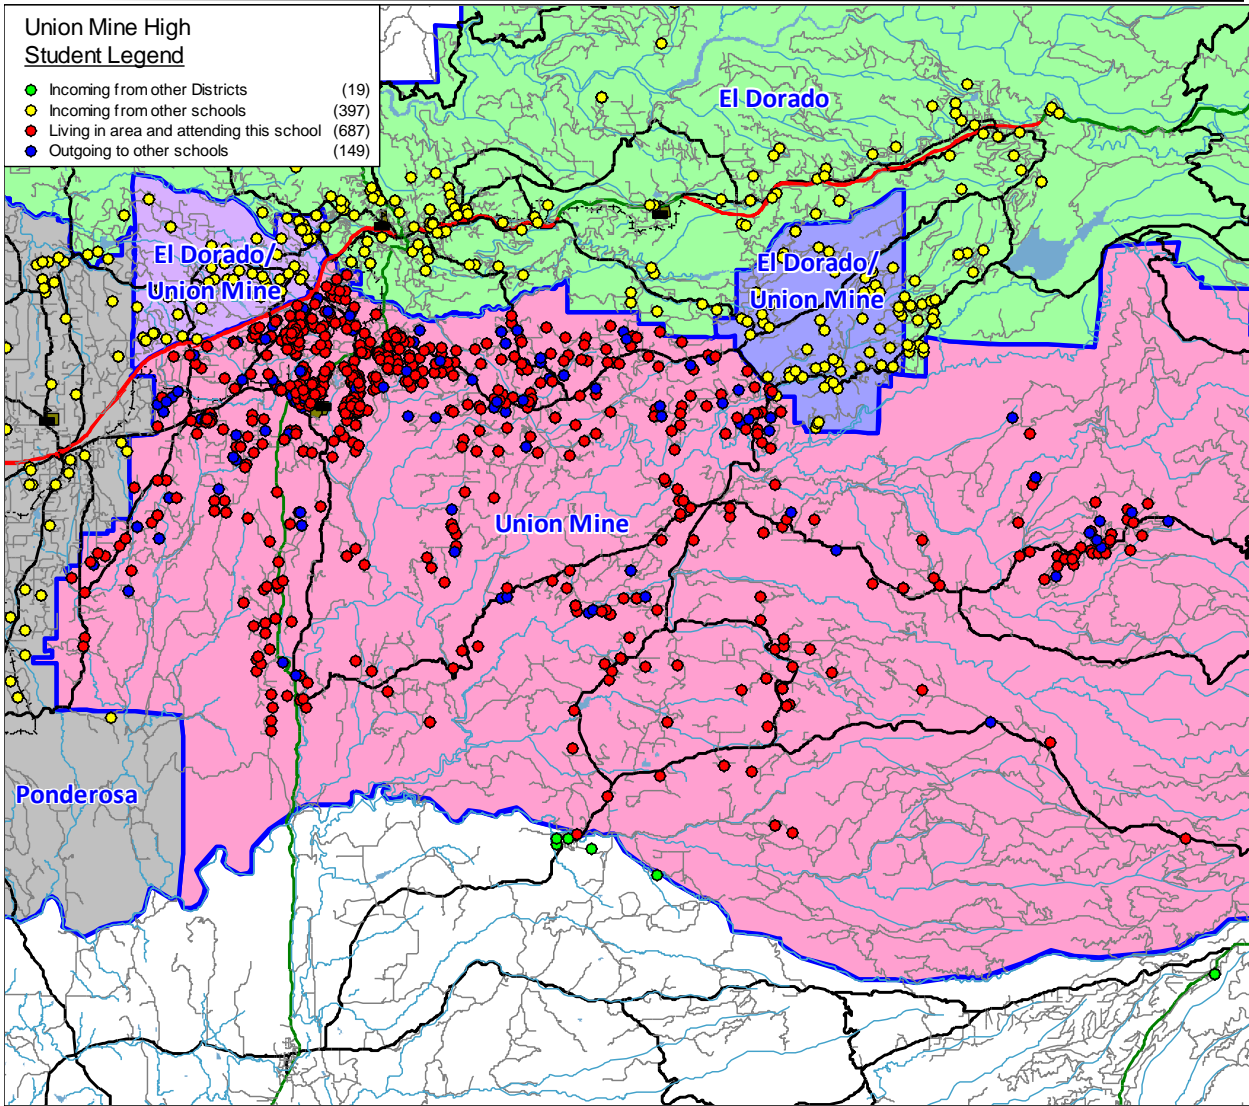 Union Mine High
Student Legend
Incoming from other Districts (19)
Incoming from other schools (397)
Living in area and attending this school (687)
Outgoing to other schools (149)
El Dorado
El Dorado/
Union Mine
El Dorado/
Union Mine
Union Mine
Ponderosa